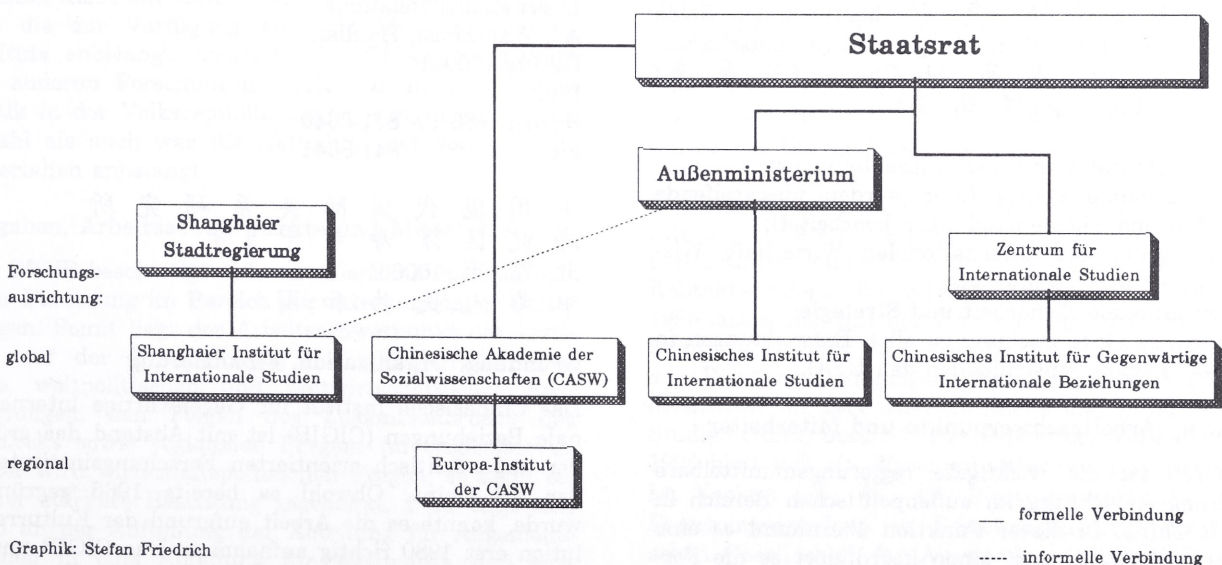 Staatsrat
Außenministerium
Shanghaier
Stadtregierung
Zentrum für
Internationale Studien
Forschungs-
ausrichtung:
global
Shanghaier Institut für
Internationale Studien
Chinesische Akademie der
Sozialwissenschaften (CASW)
Chinesisches Institut für
Internationale Studien
Chinesisches Institut für Gegenwärtige
Internationale Beziehungen
regional
Europa-Institut
der CASW
formelle Verbindung
Graphik: Stefan Friedrich
informelle Verbindung